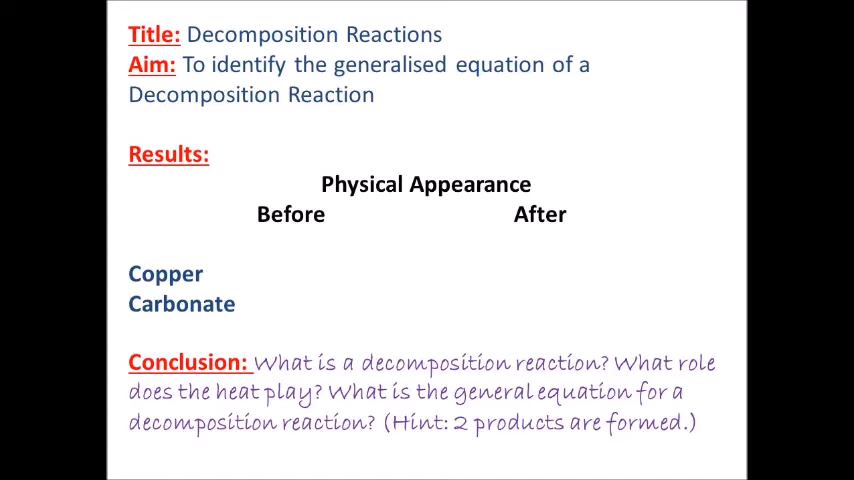 Title: Decomposition Reactions
Aim: To identify the generalised equation of a
Decomposition Reaction
Results:
Physical Appearance
Before After
Copper
Carbonate
Conclusion: What is a decomposition reaction? What role
does the heat play? What is the general equation for a
decomposition reaction? (Hint: 2 products are formed.)